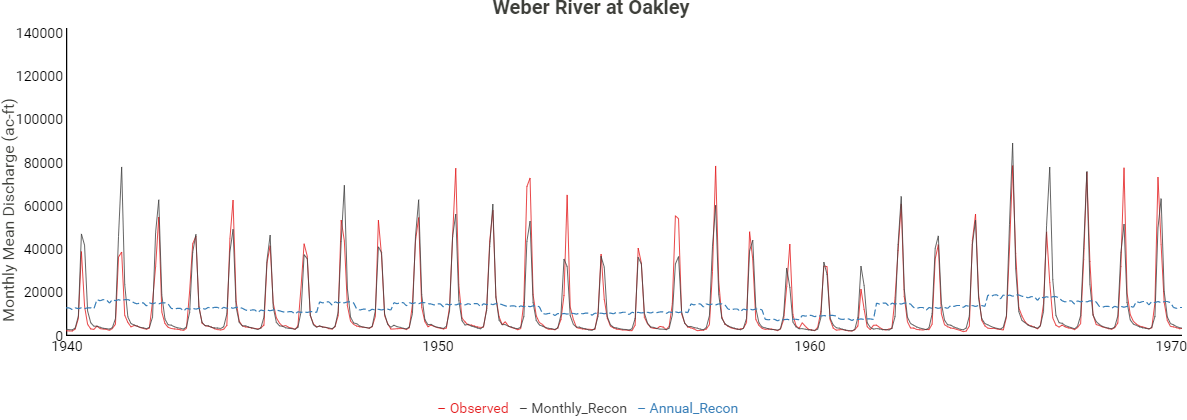 Weber River at Oakley
Monthly Mean Discharge (ac-ft)
140000
120000
100000
80000
60000
40000
20000
0
1940 1950 1960 1970
Observed Monthly_Recon Annual_Recon